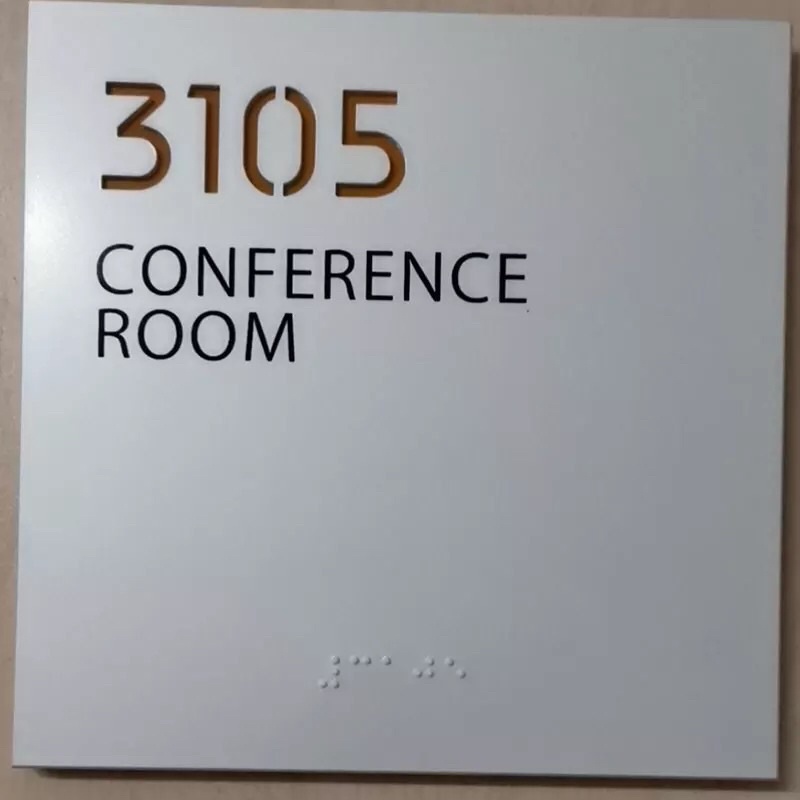 3105
CONFERENCE
ROOM
⠼⠉⠁⠚⠑